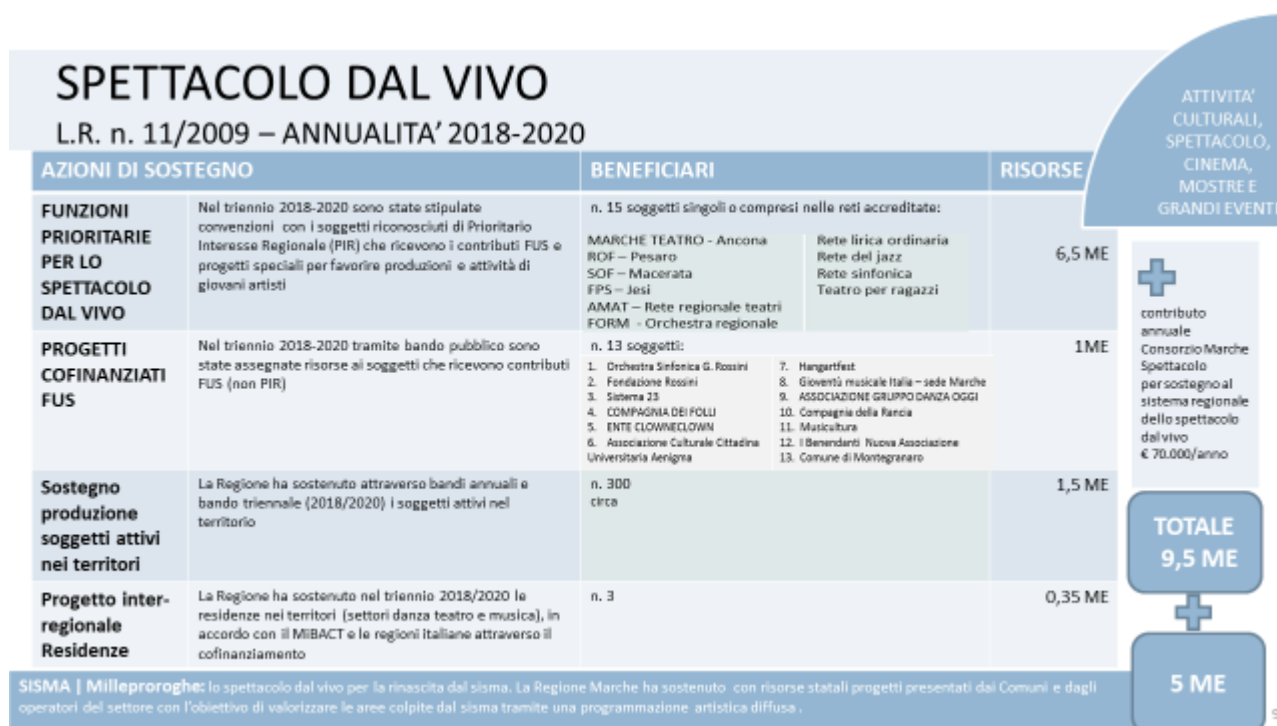 SPETTACOLO DAL VIVO
L.R. n. 11/2009 – ANNUALITA’ 2018-2020
ATTIVITA’
CULTURALI,
SPETTACOLO,
CINEMA,
MOSTRE E
GRANDI EVENTI
AZIONI DI SOSTEGNO
BENEFICIARI
RISORSE
FUNZIONI
PRIORITARIE
PER LO
SPETTACOLO
DAL VIVO
Nel triennio 2018-2020 sono state stipulate
convenzioni con i soggetti riconosciuti di Prioritario
Interesse Regionale (PIR) che ricevono i contributi FUS e
progetti speciali per favorire produzioni e attività di
giovani artisti
n. 15 soggetti singoli o compresi nelle reti accreditate:
MARCHE TEATRO - Ancona
ROF – Pesaro
SOF – Macerata
FPS – Jesi
AMAT – Rete regionale teatri
FORM - Orchestra regionale
Rete lirica ordinaria
Rete del jazz
Rete sinfonica
Teatro per ragazzi
6,5 ME
PROGETTI
COFINANZIATI
FUS
Nel triennio 2018-2020 tramite bando pubblico sono
state assegnate risorse ai soggetti che ricevono contributi
FUS (non PIR)
n. 13 soggetti:
1. Orchestra Sinfonica G. Rossini
2. Fondazione Rossini
3. Sistema 23
4. COMPAGNIA DEI FOLLI
5. ENTE CLOWNECLOWN
6. Associazione Culturale Cittadina
Universitaria Aenigma
7. Hangartfest
8. Gioventù musicale Italia – sede Marche
9. ASSOCIAZIONE GRUPPO DANZA OGGI
10. Compagnia della Rancia
11. Musicultura
12. I Benendanti Nuova Associazione
13. Comune di Montegranaro
1ME
Sostegno
produzione
soggetti attivi
nei territori
La Regione ha sostenuto attraverso bandi annuali e
bando triennale (2018/2020) i soggetti attivi nel
territorio
n. 300
circa
1,5 ME
Progetto inter-
regionale
Residenze
La Regione ha sostenuto nel triennio 2018/2020 le
residenze nei territori (settori danza teatro e musica), in
accordo con il MiBACT e le regioni italiane attraverso il
cofinanziamento
n. 3
0,35 ME
contributo
annuale
Consorzio Marche
Spettacolo
per sostegno al
sistema regionale
dello spettacolo
dal vivo
€ 70.000/anno
TOTALE
9,5 ME
5 ME
SISMA | Milleproroghe: lo spettacolo dal vivo per la rinascita dal sisma. La Regione Marche ha sostenuto con risorse statali progetti presentati dai Comuni e dagli
operatori del settore con l’obiettivo di valorizzare le aree colpite dal sisma tramite una programmazione artistica diffusa .